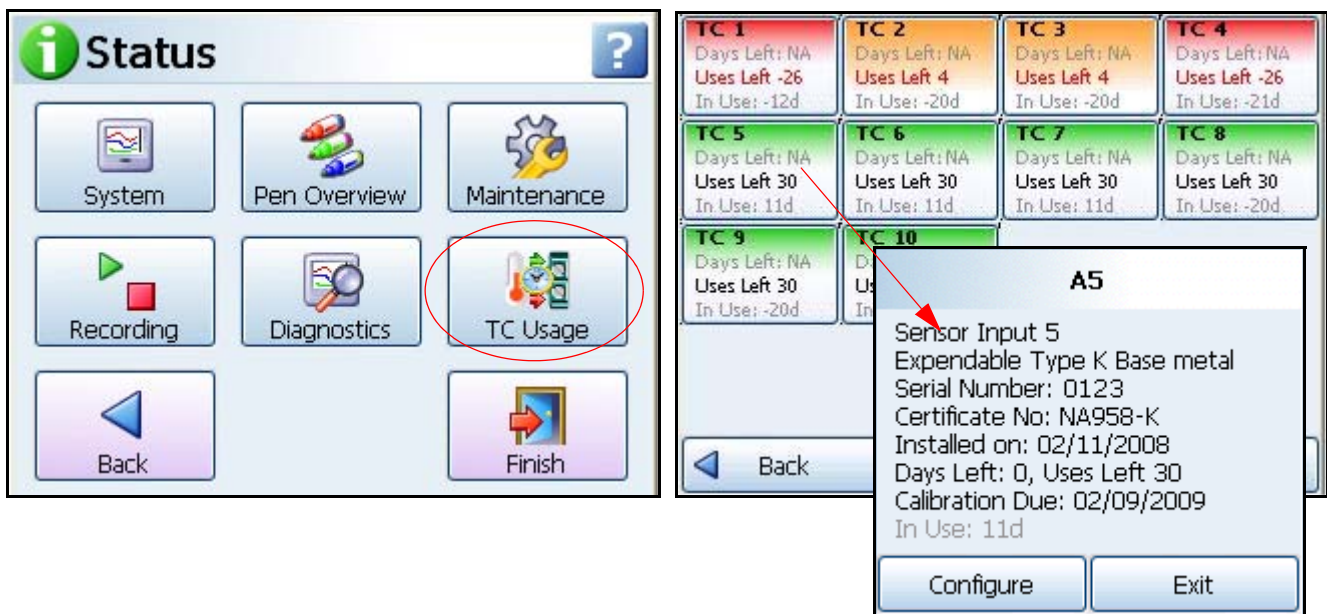 i Status ?
System
Pen Overview
Maintenance
Recording
Diagnostics
TC Usage
Back
Finish
TC 1
Days Left: NA
Uses Left -26
In Use: -12d
TC 2
Days Left: NA
Uses Left 4
In Use: -20d
TC 3
Days Left: NA
Uses Left 4
In Use: -20d
TC 4
Days Left: NA
Uses Left -26
In Use: -21d
TC 5
Days Left: NA
Uses Left 30
In Use: 11d
TC 6
Days Left: NA
Uses Left 30
In Use: 11d
TC 7
Days Left: NA
Uses Left 30
In Use: 11d
TC 8
Days Left: NA
Uses Left 30
In Use: -20d
TC 9
Days Left: NA
Uses Left 30
In Use: -20d
TC 10
D
Us
In
Back
A5
Sensor Input 5
Expendable Type K Base metal
Serial Number: 0123
Certificate No: NA958-K
Installed on: 02/11/2008
Days Left: 0, Uses Left 30
Calibration Due: 02/09/2009
In Use: 11d
Configure
Exit